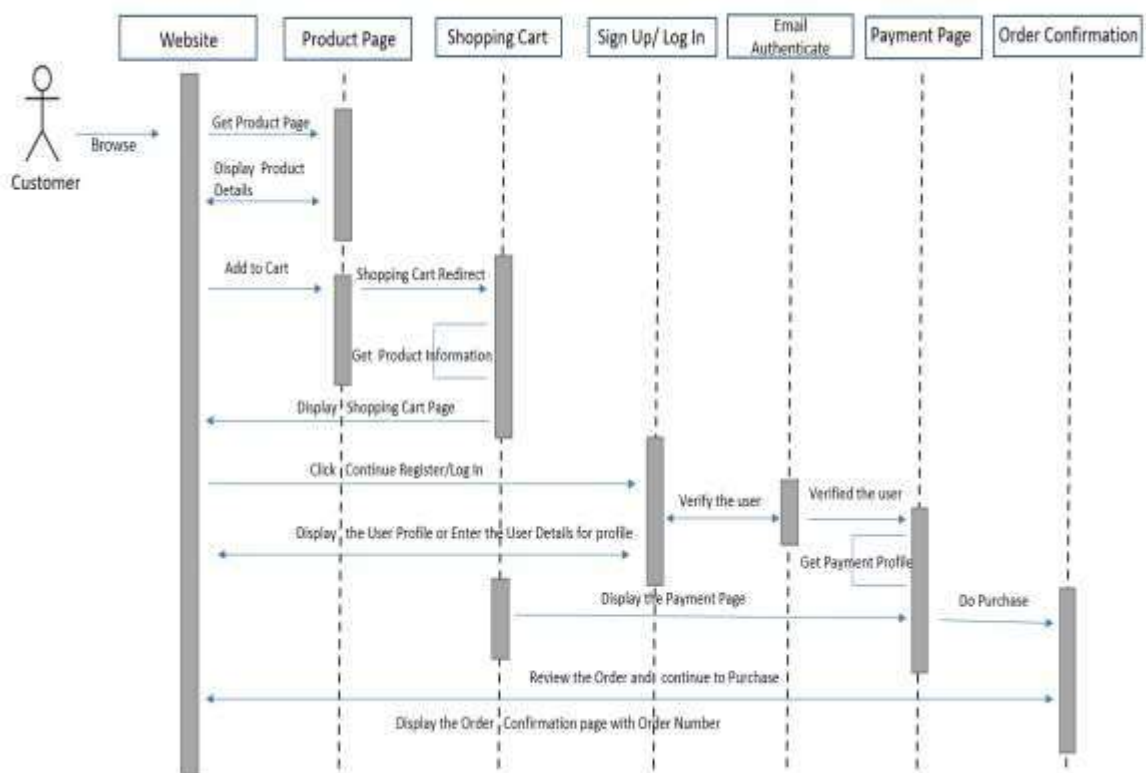 Website
Product Page
Shopping Cart
Sign Up/ Log In
Email
Authenticate
Payment Page
Order Confirmation
Customer
Browse
Get Product Page
Display Product
Details
Add to Cart
Shopping Cart Redirect
Get Product Information
Display Shopping Cart Page
Click Continue Register/Log In
Verify the user
Verified the user
Display the User Profile or Enter the User Details for profile
Get Payment Profile
Display the Payment Page
Do Purchase
Review the Order and continue to Purchase
Display the Order Confirmation page with Order Number